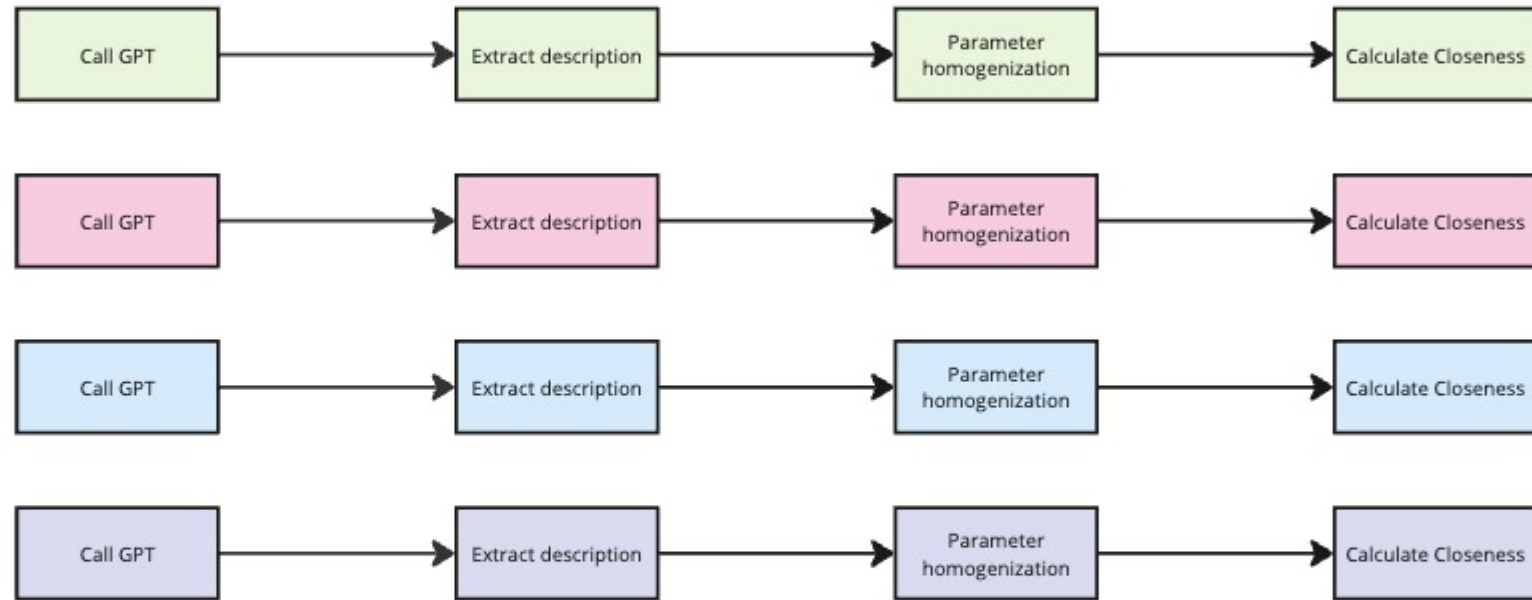 Call GPT
Extract description
Parameter
homogenization
Calculate Closeness
Call GPT
Extract description
Parameter
homogenization
Calculate Closeness
Call GPT
Extract description
Parameter
homogenization
Calculate Closeness
Call GPT
Extract description
Parameter
homogenization
Calculate Closeness